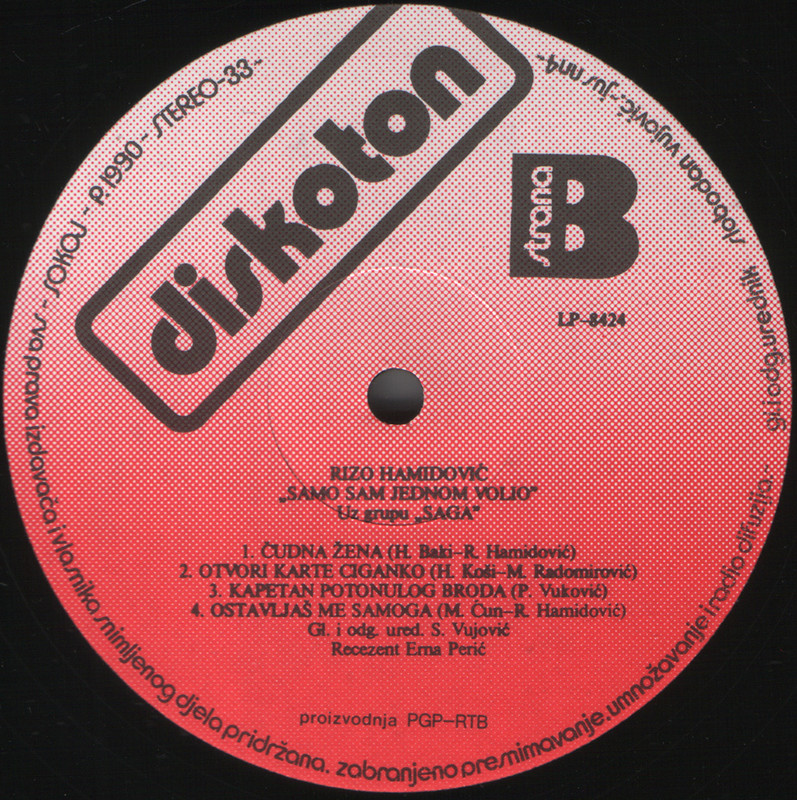 diskoton
strana
B
LP-8424
RIZO HAMIDOVIĆ
„SAMO SAM JEDNOM VOLIO”
Uz grupu „SAGA”
1. ČUDNA ŽENA (H. Baki–R. Hamidović)
2. OTVORI KARTE CIGANKO (H. Koši–M. Radomirović)
3. KAPETAN POTONULOG BRODA (P. Vuković)
4. OSTAVLJAŠ ME SAMOGA (M. Cun–R. Hamidović)
Gl. i odg. ured. S. Vujović
Recezent Erna Perić
proizvodnja PGP–RTB
gl i odg. urednik slobodan vujović - jus nn4 -
- sva prava izdavača i vlasnika snimljenog djela pridržana. zabranjeno presnimavanje, umnožavanje i radio difuzija. -
- SOKOJ - P. 1990 - STEREO-33 -